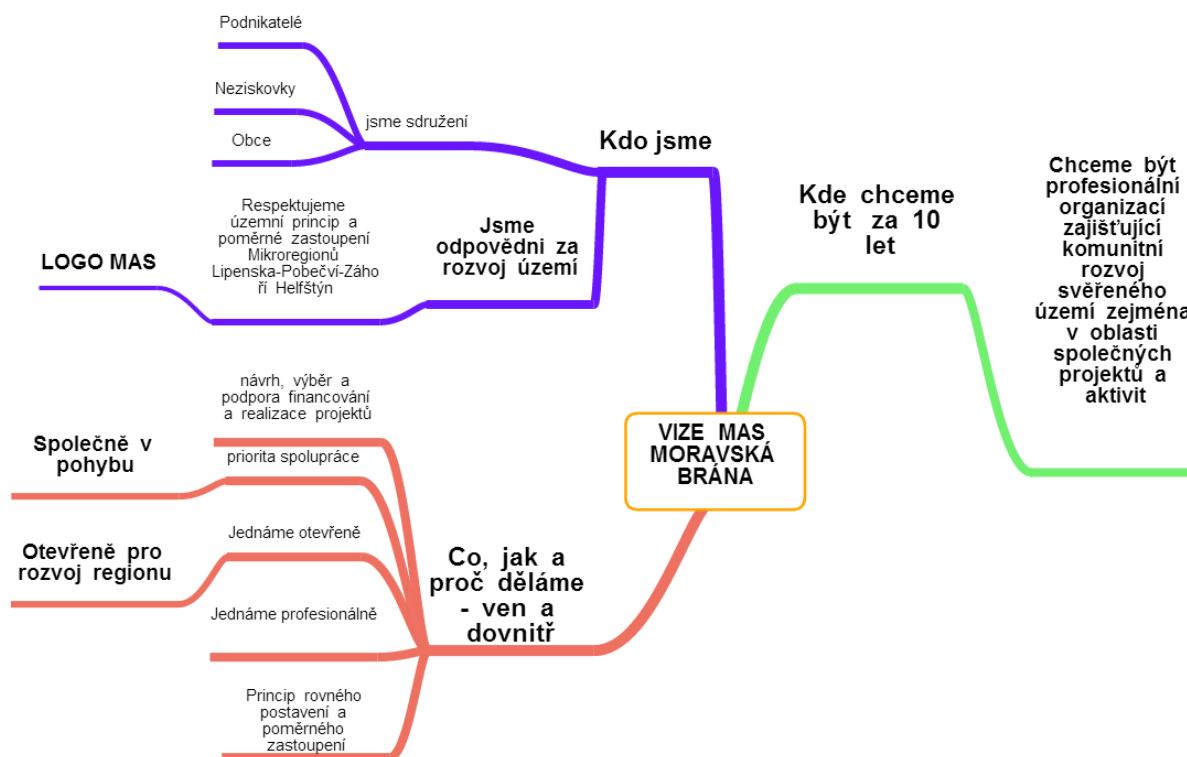 Podnikatelé
Neziskovky
Obce
jsme sdružení
Kdo jsme
Respektujeme
územní princip a
poměrné zastoupení
Mikroregionů
Lipenska-Pobečví-Záho
ří Helfštýn
LOGO MAS
Jsme
odpovědni za
rozvoj území
Kde chceme
být za 10
let
Chceme být
profesionální
organizací
zajišťující
komunitní
rozvoj
svěřeného
území zejména
v oblasti
společných
projektů a
aktivit
VIZE MAS
MORAVSKÁ
BRÁNA
návrh, výběr a
podpora financování
a realizace projektů
Společně v
pohybu
priorita spolupráce
Otevřeně pro
rozvoj regionu
Jednáme otevřeně
Jednáme profesionálně
Princip rovného
postavení a
poměrného
zastoupení
Co, jak a
proč děláme
- ven a
dovnitř